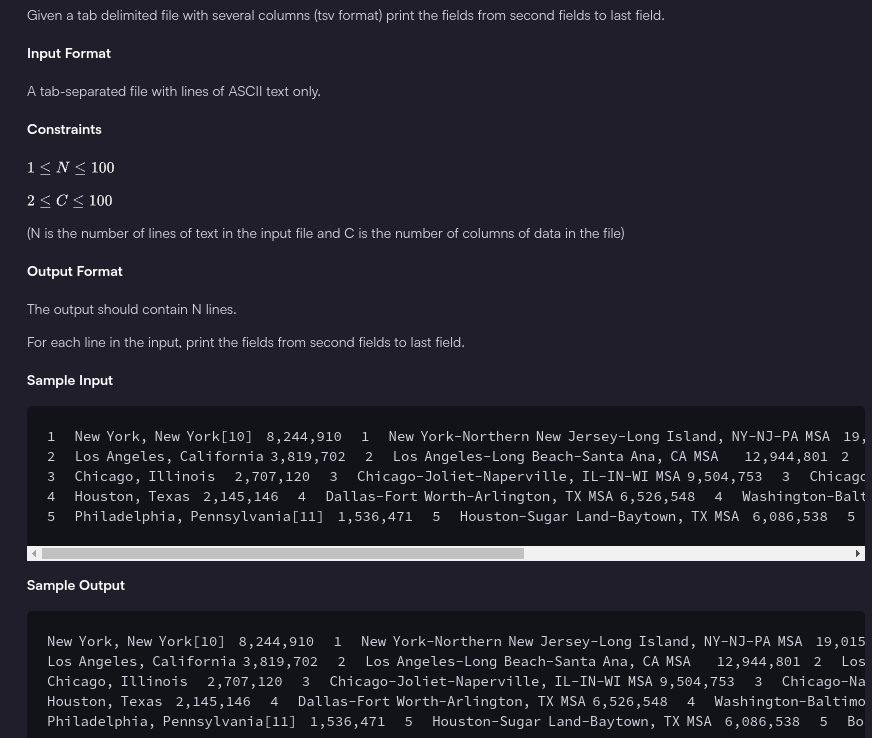 Given a tab delimited file with several columns (tsv format) print the fields from second fields to last field.
Input Format
A tab-separated file with lines of ASCII text only.
Constraints
1 ≤ N ≤ 100
2 ≤ C ≤ 100
(N is the number of lines of text in the input file and C is the number of columns of data in the file)
Output Format
The output should contain N lines.
For each line in the input, print the fields from second fields to last field.
Sample Input
1 New York, New York[10] 8,244,910 1 New York-Northern New Jersey-Long Island, NY-NJ-PA MSA 19,
2 Los Angeles, California 3,819,702 2 Los Angeles-Long Beach-Santa Ana, CA MSA 12,944,801 2
3 Chicago, Illinois 2,707,120 3 Chicago-Joliet-Naperville, IL-IN-WI MSA 9,504,753 3 Chicago
4 Houston, Texas 2,145,146 4 Dallas-Fort Worth-Arlington, TX MSA 6,526,548 4 Washington-Balt
5 Philadelphia, Pennsylvania[11] 1,536,471 5 Houston-Sugar Land-Baytown, TX MSA 6,086,538 5
Sample Output
New York, New York[10] 8,244,910 1 New York-Northern New Jersey-Long Island, NY-NJ-PA MSA 19,015
Los Angeles, California 3,819,702 2 Los Angeles-Long Beach-Santa Ana, CA MSA 12,944,801 2 Los
Chicago, Illinois 2,707,120 3 Chicago-Joliet-Naperville, IL-IN-WI MSA 9,504,753 3 Chicago-Na
Houston, Texas 2,145,146 4 Dallas-Fort Worth-Arlington, TX MSA 6,526,548 4 Washington-Baltimo
Philadelphia, Pennsylvania[11] 1,536,471 5 Houston-Sugar Land-Baytown, TX MSA 6,086,538 5 Bo